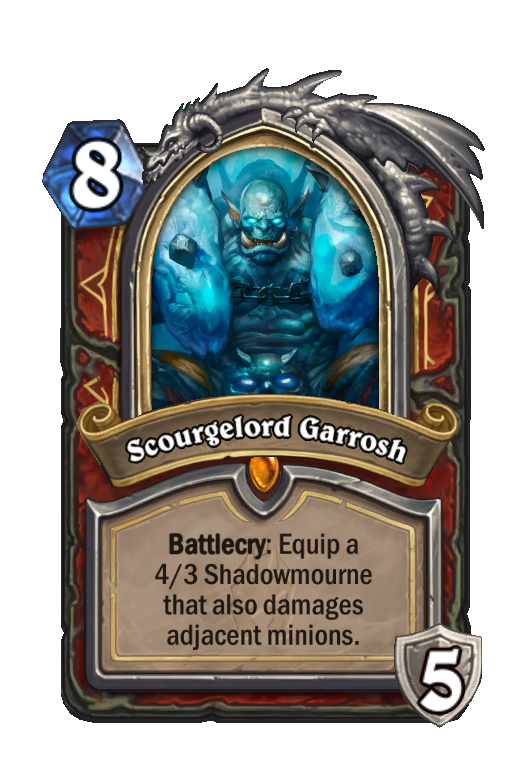 8
Scourgelord Garrosh
Battlecry: Equip a
4/3 Shadowmourne
that also damages
adjacent minions.
5